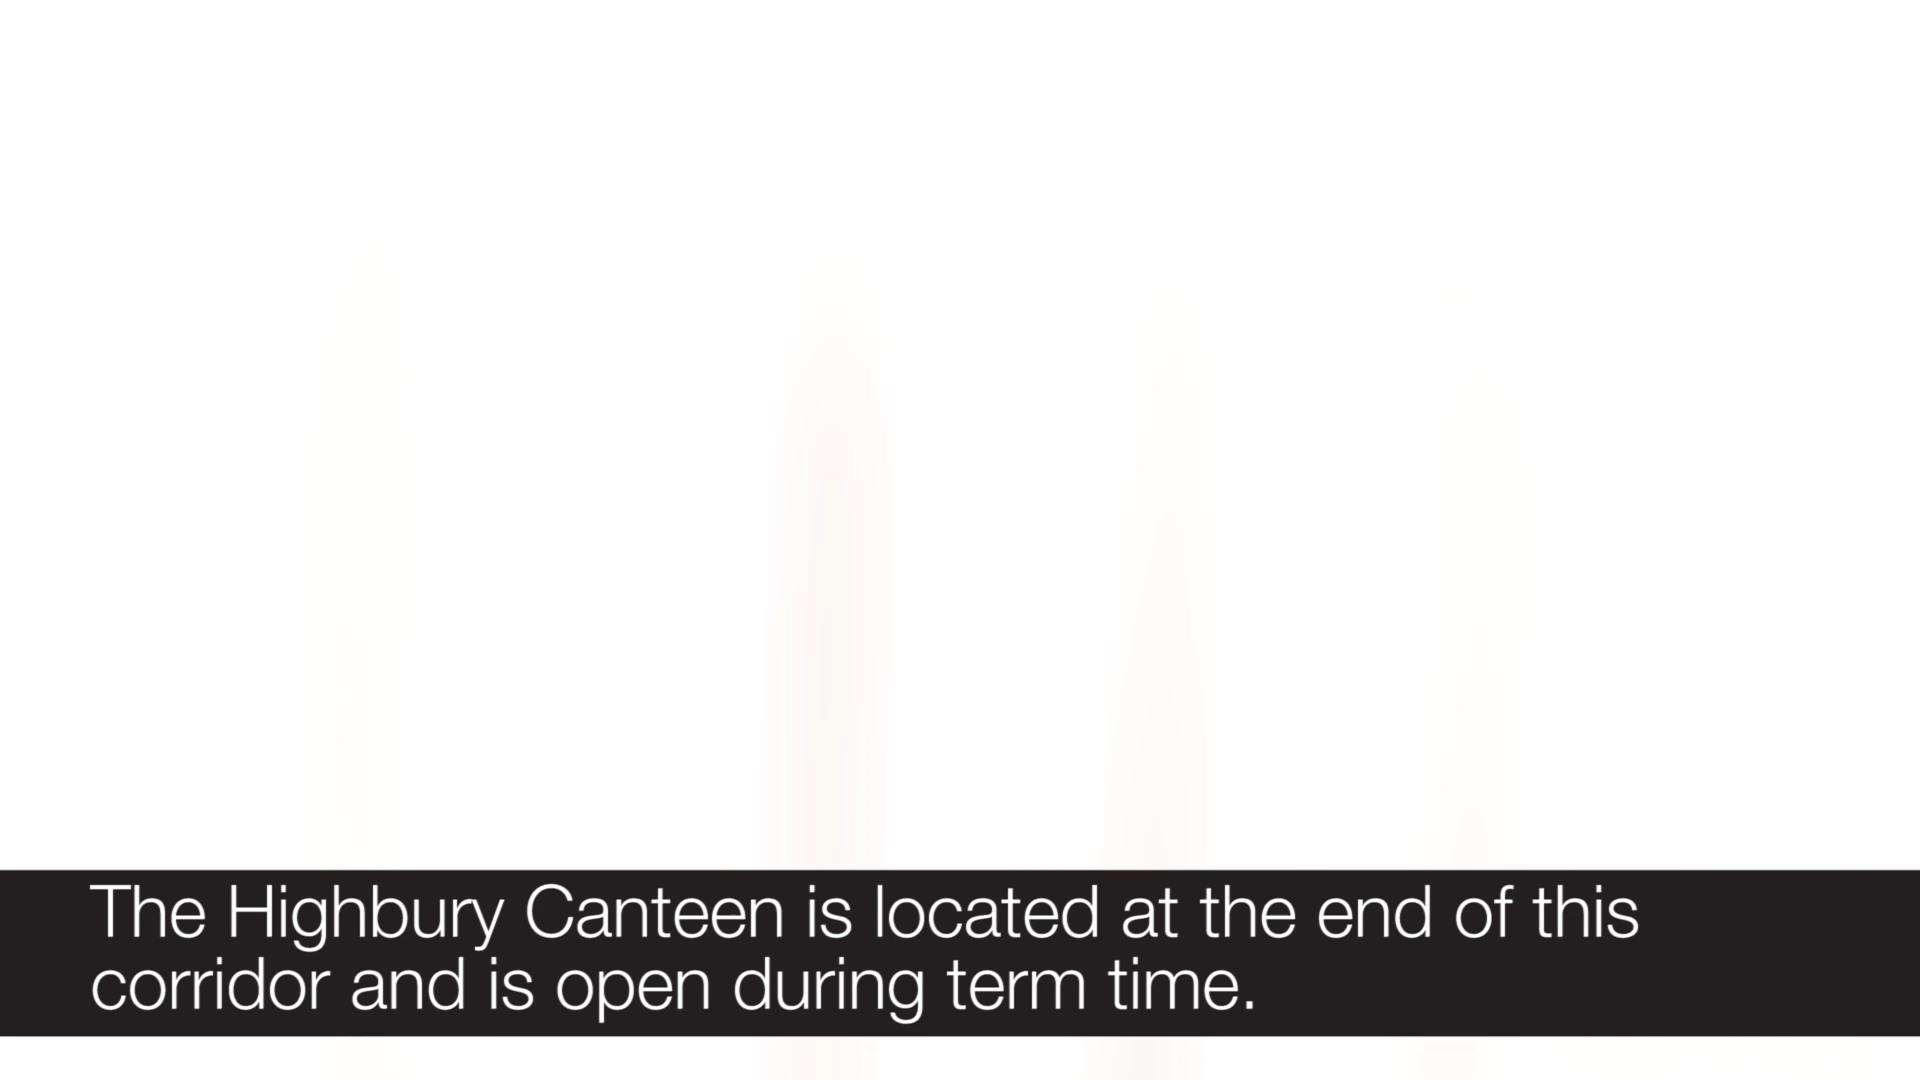 The Highbury Canteen is located at the end of this
corridor and is open during term time.